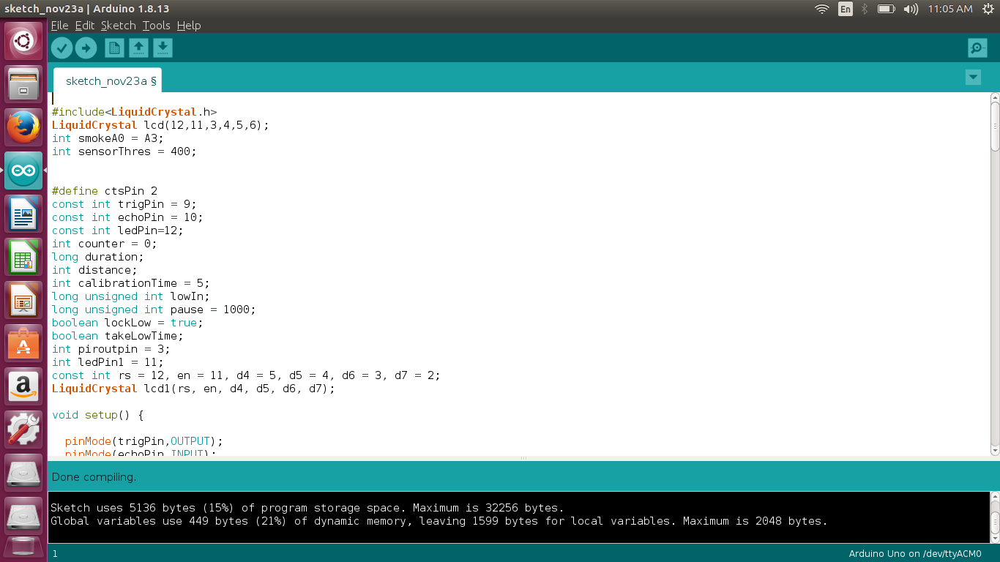 sketch_nov23a | Arduino 1.8.13
En
11:05 AM
File Edit Sketch Tools Help
sketch_nov23a §
#include<LiquidCrystal.h>
LiquidCrystal lcd(12,11,3,4,5,6);
int smokeA0 = A3;
int sensorThres = 400;
#define ctsPin 2
const int trigPin = 9;
const int echoPin = 10;
const int ledPin=12;
int counter = 0;
long duration;
int distance;
int calibrationTime = 5;
long unsigned int lowIn;
long unsigned int pause = 1000;
boolean lockLow = true;
boolean takeLowTime;
int piroutpin = 3;
int ledPin1 = 11;
const int rs = 12, en = 11, d4 = 5, d5 = 4, d6 = 3, d7 = 2;
LiquidCrystal lcd1(rs, en, d4, d5, d6, d7);
void setup() {
pinMode(trigPin,OUTPUT);
pinMode(echoPin,INPUT);
Done compiling.
Sketch uses 5136 bytes (15%) of program storage space. Maximum is 32256 bytes.
Global variables use 449 bytes (21%) of dynamic memory, leaving 1599 bytes for local variables. Maximum is 2048 bytes.
1
Arduino Uno on /dev/ttyACM0